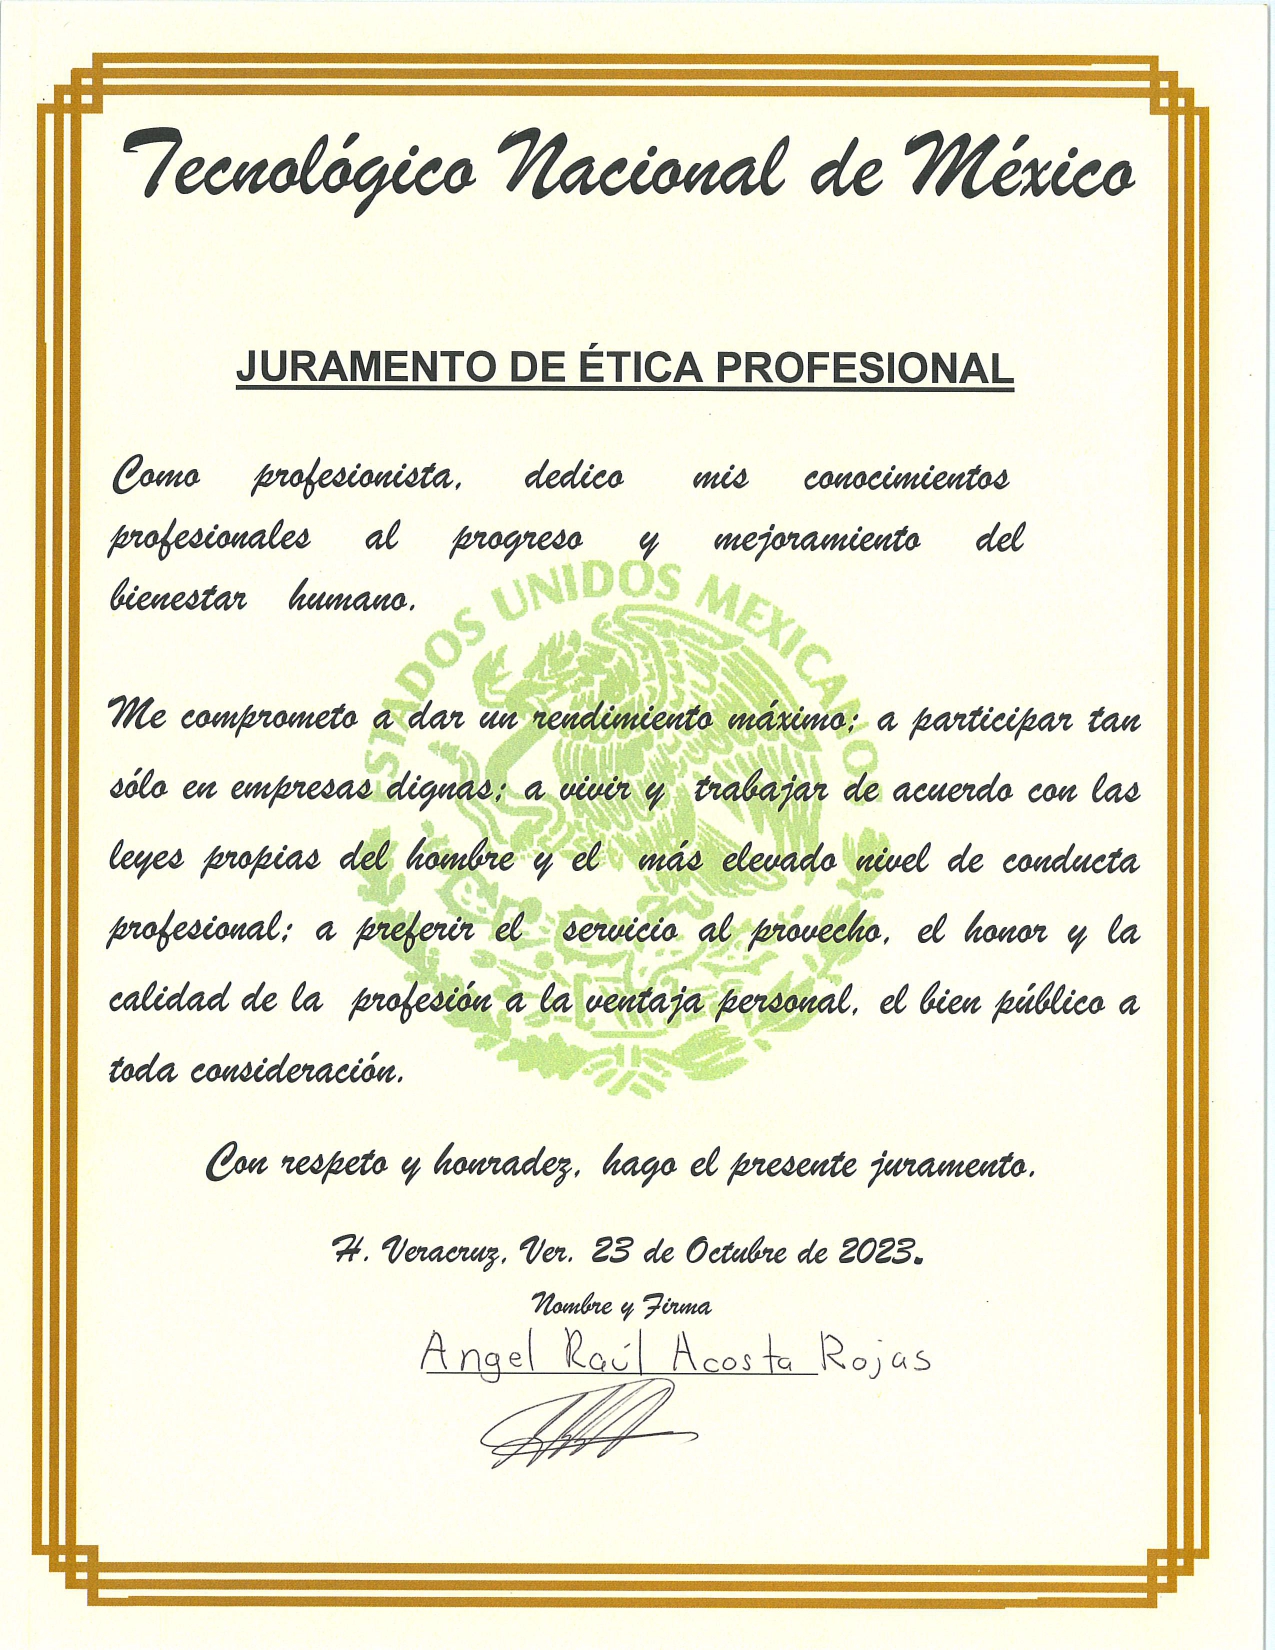 Tecnológico Nacional de México
JURAMENTO DE ÉTICA PROFESIONAL
Como profesionista, dedico mis conocimientos
profesionales al progreso y mejoramiento del
bienestar humano.
ESTADOS UNIDOS MEXICANOS
Me comprometo a dar un rendimiento máximo; a participar tan
sólo en empresas dignas; a vivir y trabajar de acuerdo con las
leyes propias del hombre y el más elevado nivel de conducta
profesional; a preferir el servicio al provecho, el honor y la
calidad de la profesión a la ventaja personal, el bien público a
toda consideración.
Con respeto y honradez, hago el presente juramento.
H. Veracruz, Ver. 23 de Octubre de 2023.
Nombre y Firma
Angel Raúl Acosta Rojas